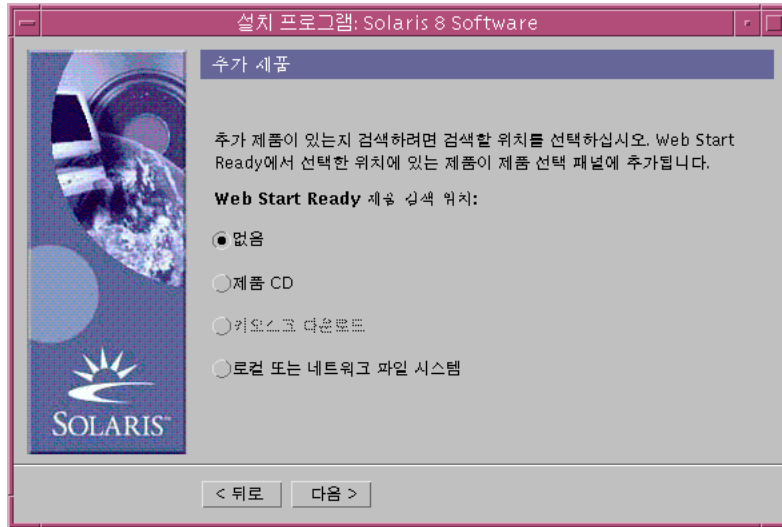 설치 프로그램: Solaris 8 Software
추가 제품
추가 제품이 있는지 검색하려면 검색할 위치를 선택하십시오. Web Start
Ready에서 선택한 위치에 있는 제품이 제품 선택 패널에 추가됩니다.
Web Start Ready 제품 검색 위치:
없음
제품 CD
키오스크 다운로드
로컬 또는 네트워크 파일 시스템
SOLARIS™
< 뒤로
다음 >